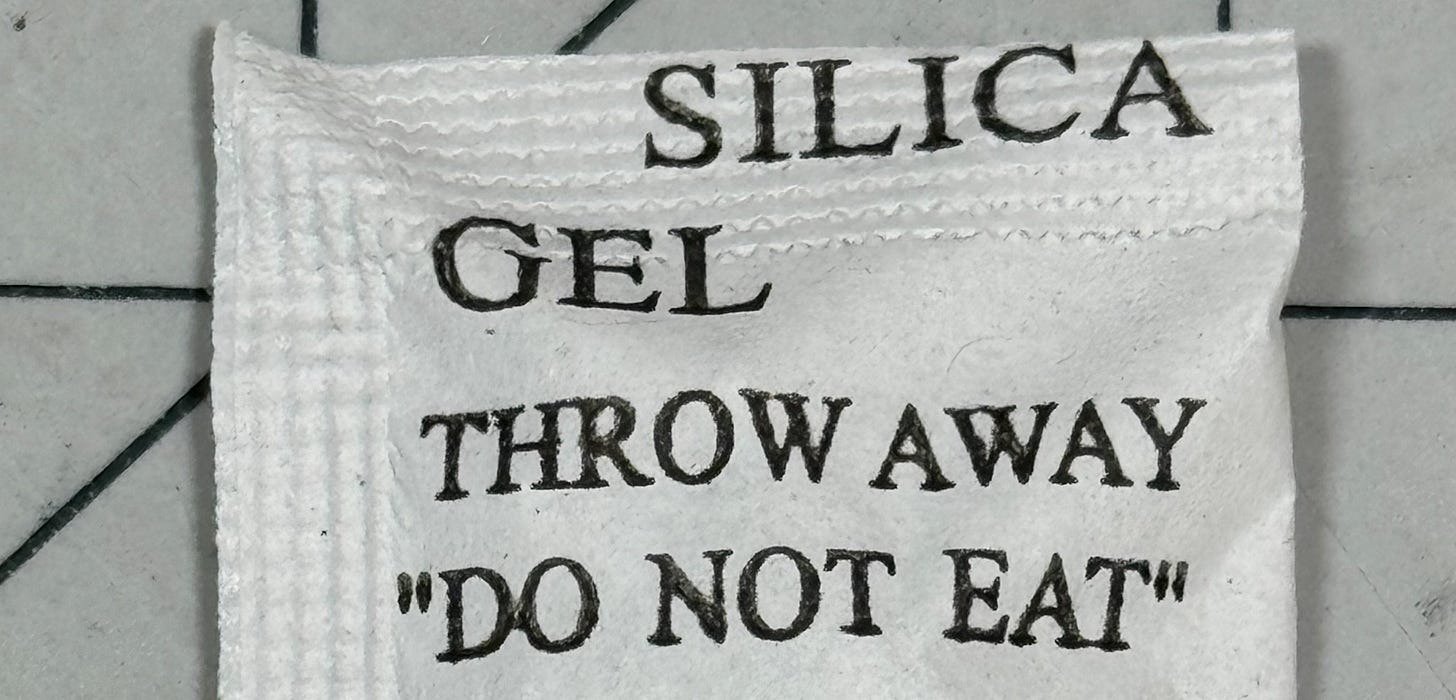 SILICA
GEL
THROW AWAY
"DO NOT EAT"